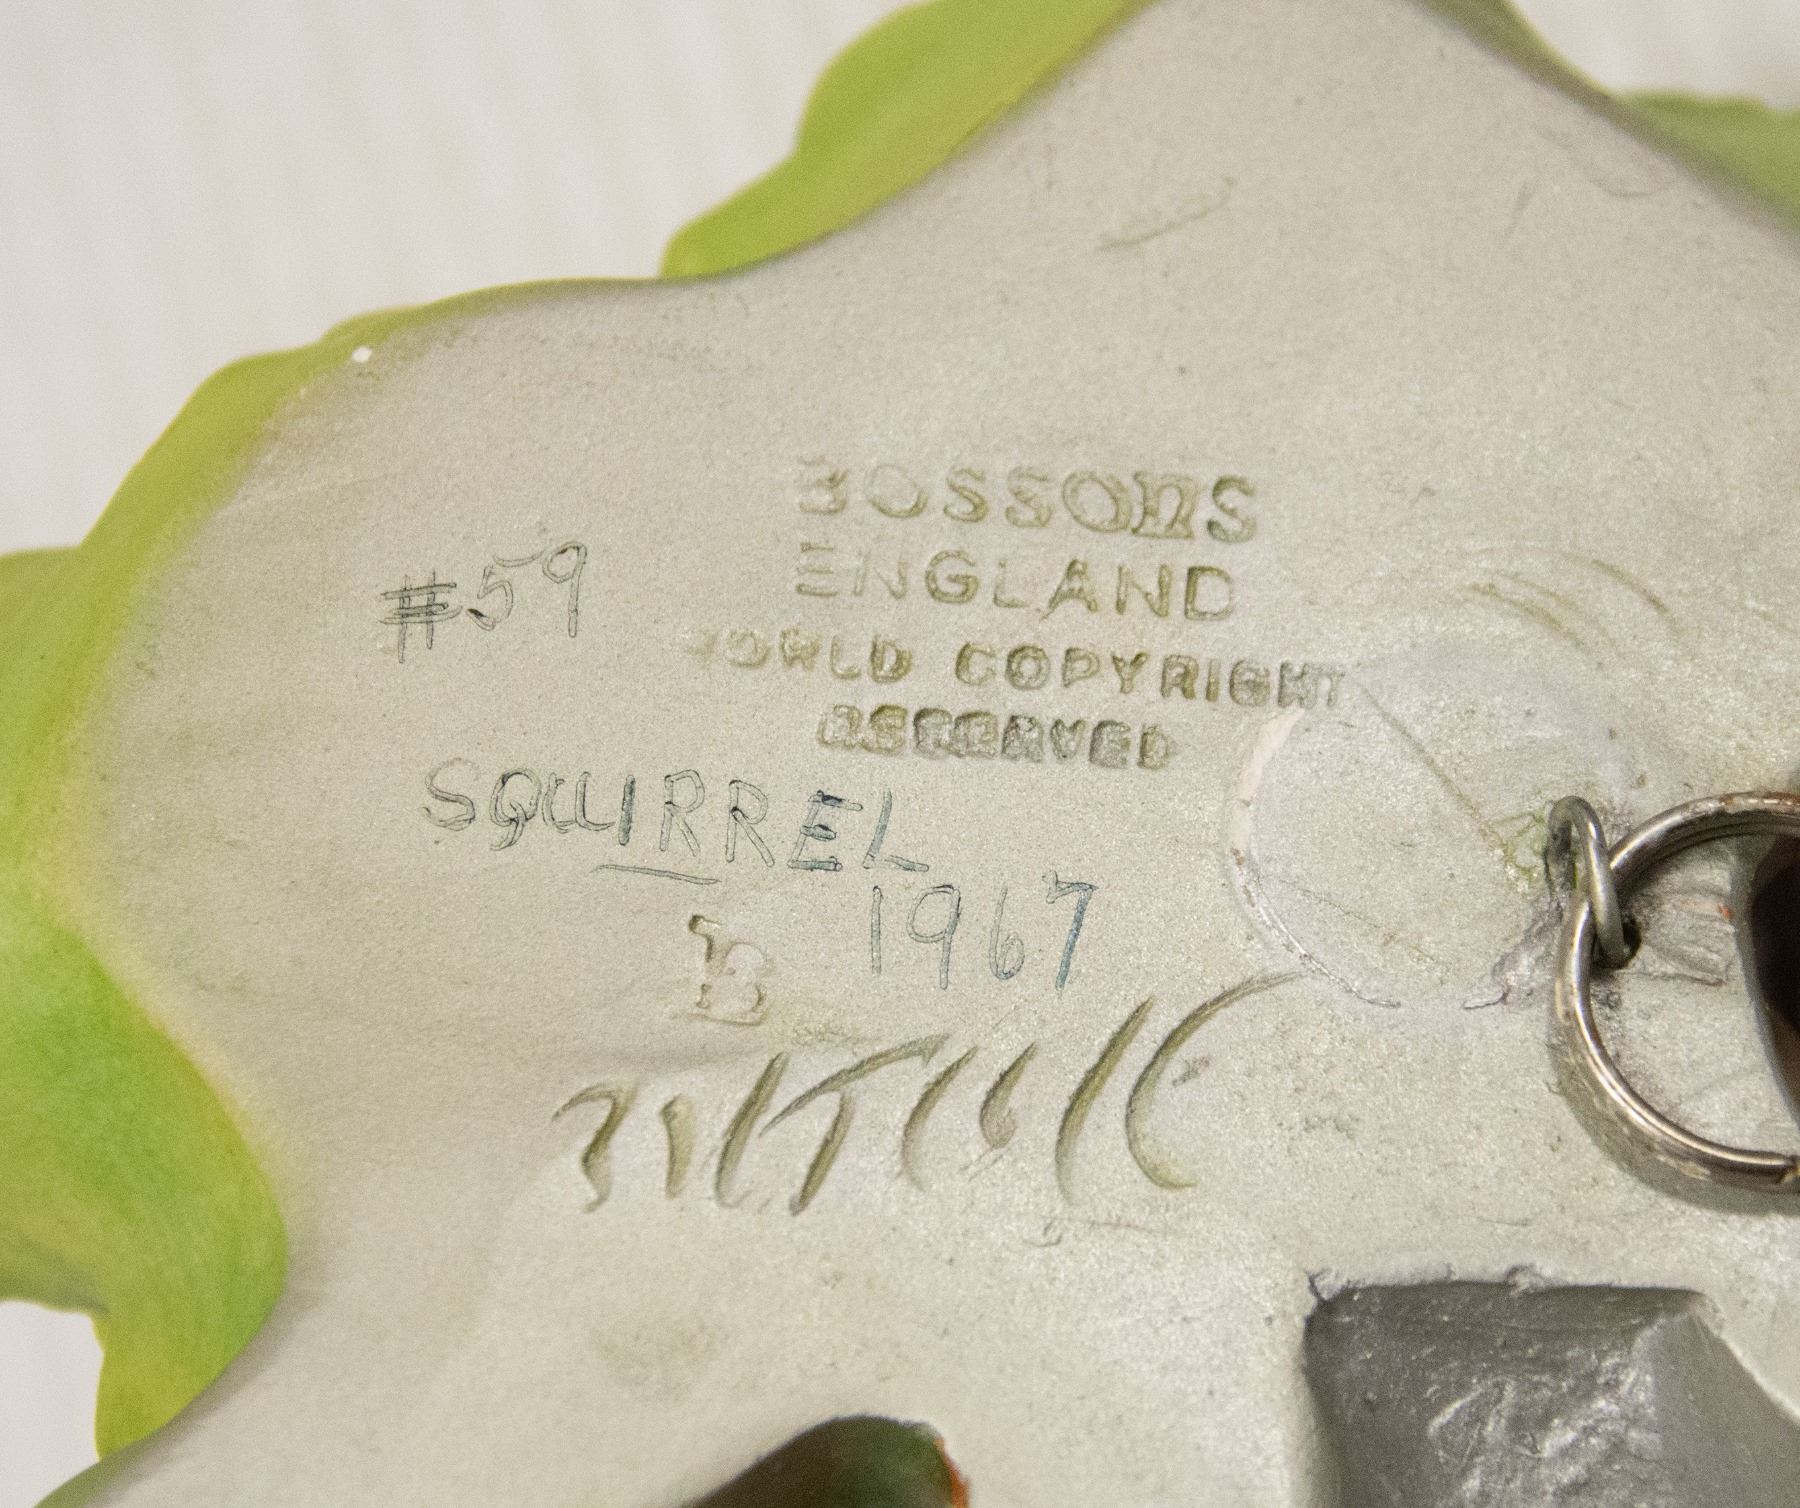 BOSSONS
ENGLAND
WORLD COPYRIGHT
RESERVED
#59
SQUIRREL
1967
B